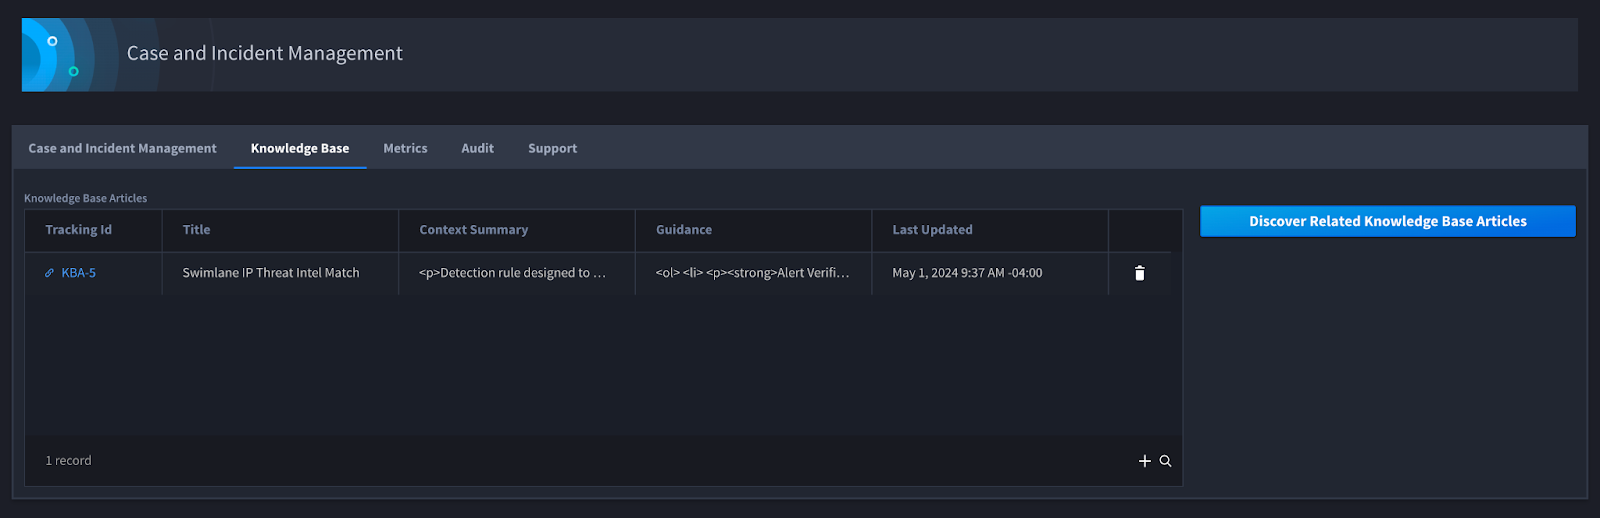 Case and Incident Management
Case and Incident Management Knowledge Base Metrics Audit Support
Knowledge Base Articles
Discover Related Knowledge Base Articles
Tracking Id Title Context Summary Guidance Last Updated
KBA-5 Swimlane IP Threat Intel Match <p>Detection rule designed to ... <ol> <li> <p><strong>Alert Verifi... May 1, 2024 9:37 AM -04:00
1 record